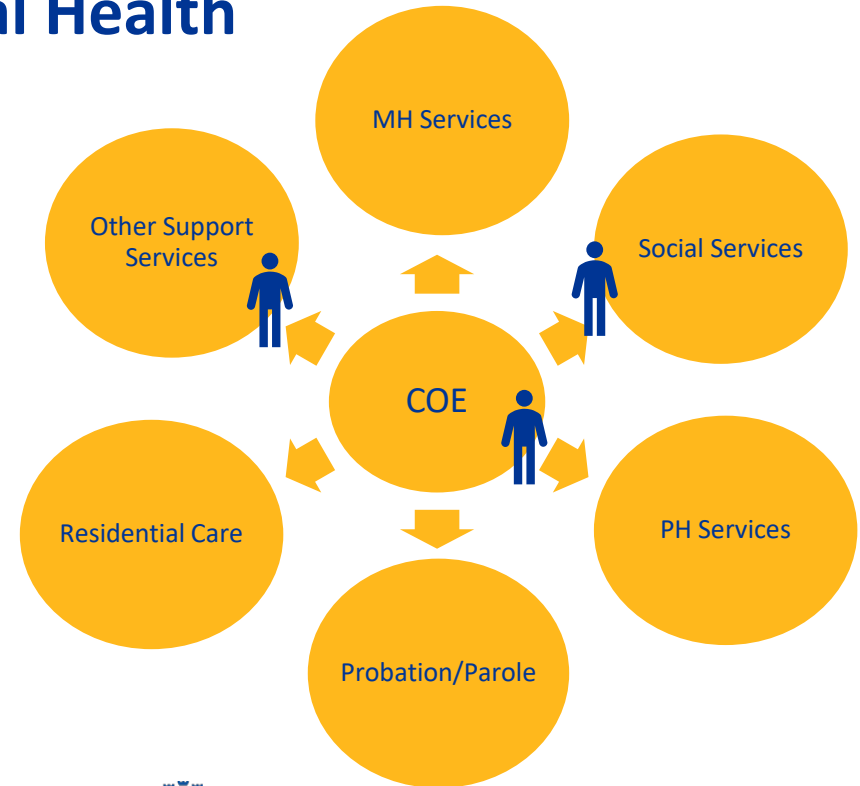 al Health
MH Services
Other Support
Services
Social Services
COE
Residential Care
PH Services
Probation/Parole